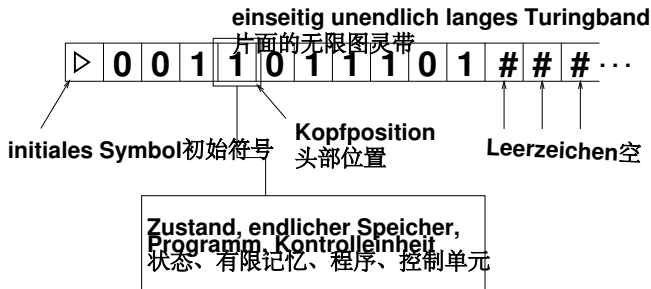 einseitig unendlich langes Turingband
片面的无限图灵带
▷ 0 0 1 1 0 1 1 1 0 1 # # # ···
Kopfposition
头部位置
initiales Symbol初始符号
Leerzeichen空
Zustand, endlicher Speicher,
Programm, Kontrolleinheit
状态、有限记忆、程序、控制单元